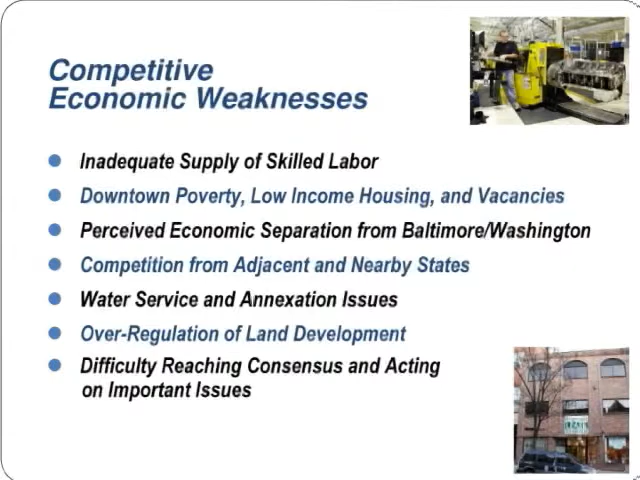 Competitive
Economic Weaknesses
Inadequate Supply of Skilled Labor
Downtown Poverty, Low Income Housing, and Vacancies
Perceived Economic Separation from Baltimore/Washington
Competition from Adjacent and Nearby States
Water Service and Annexation Issues
Over-Regulation of Land Development
Difficulty Reaching Consensus and Acting
on Important Issues